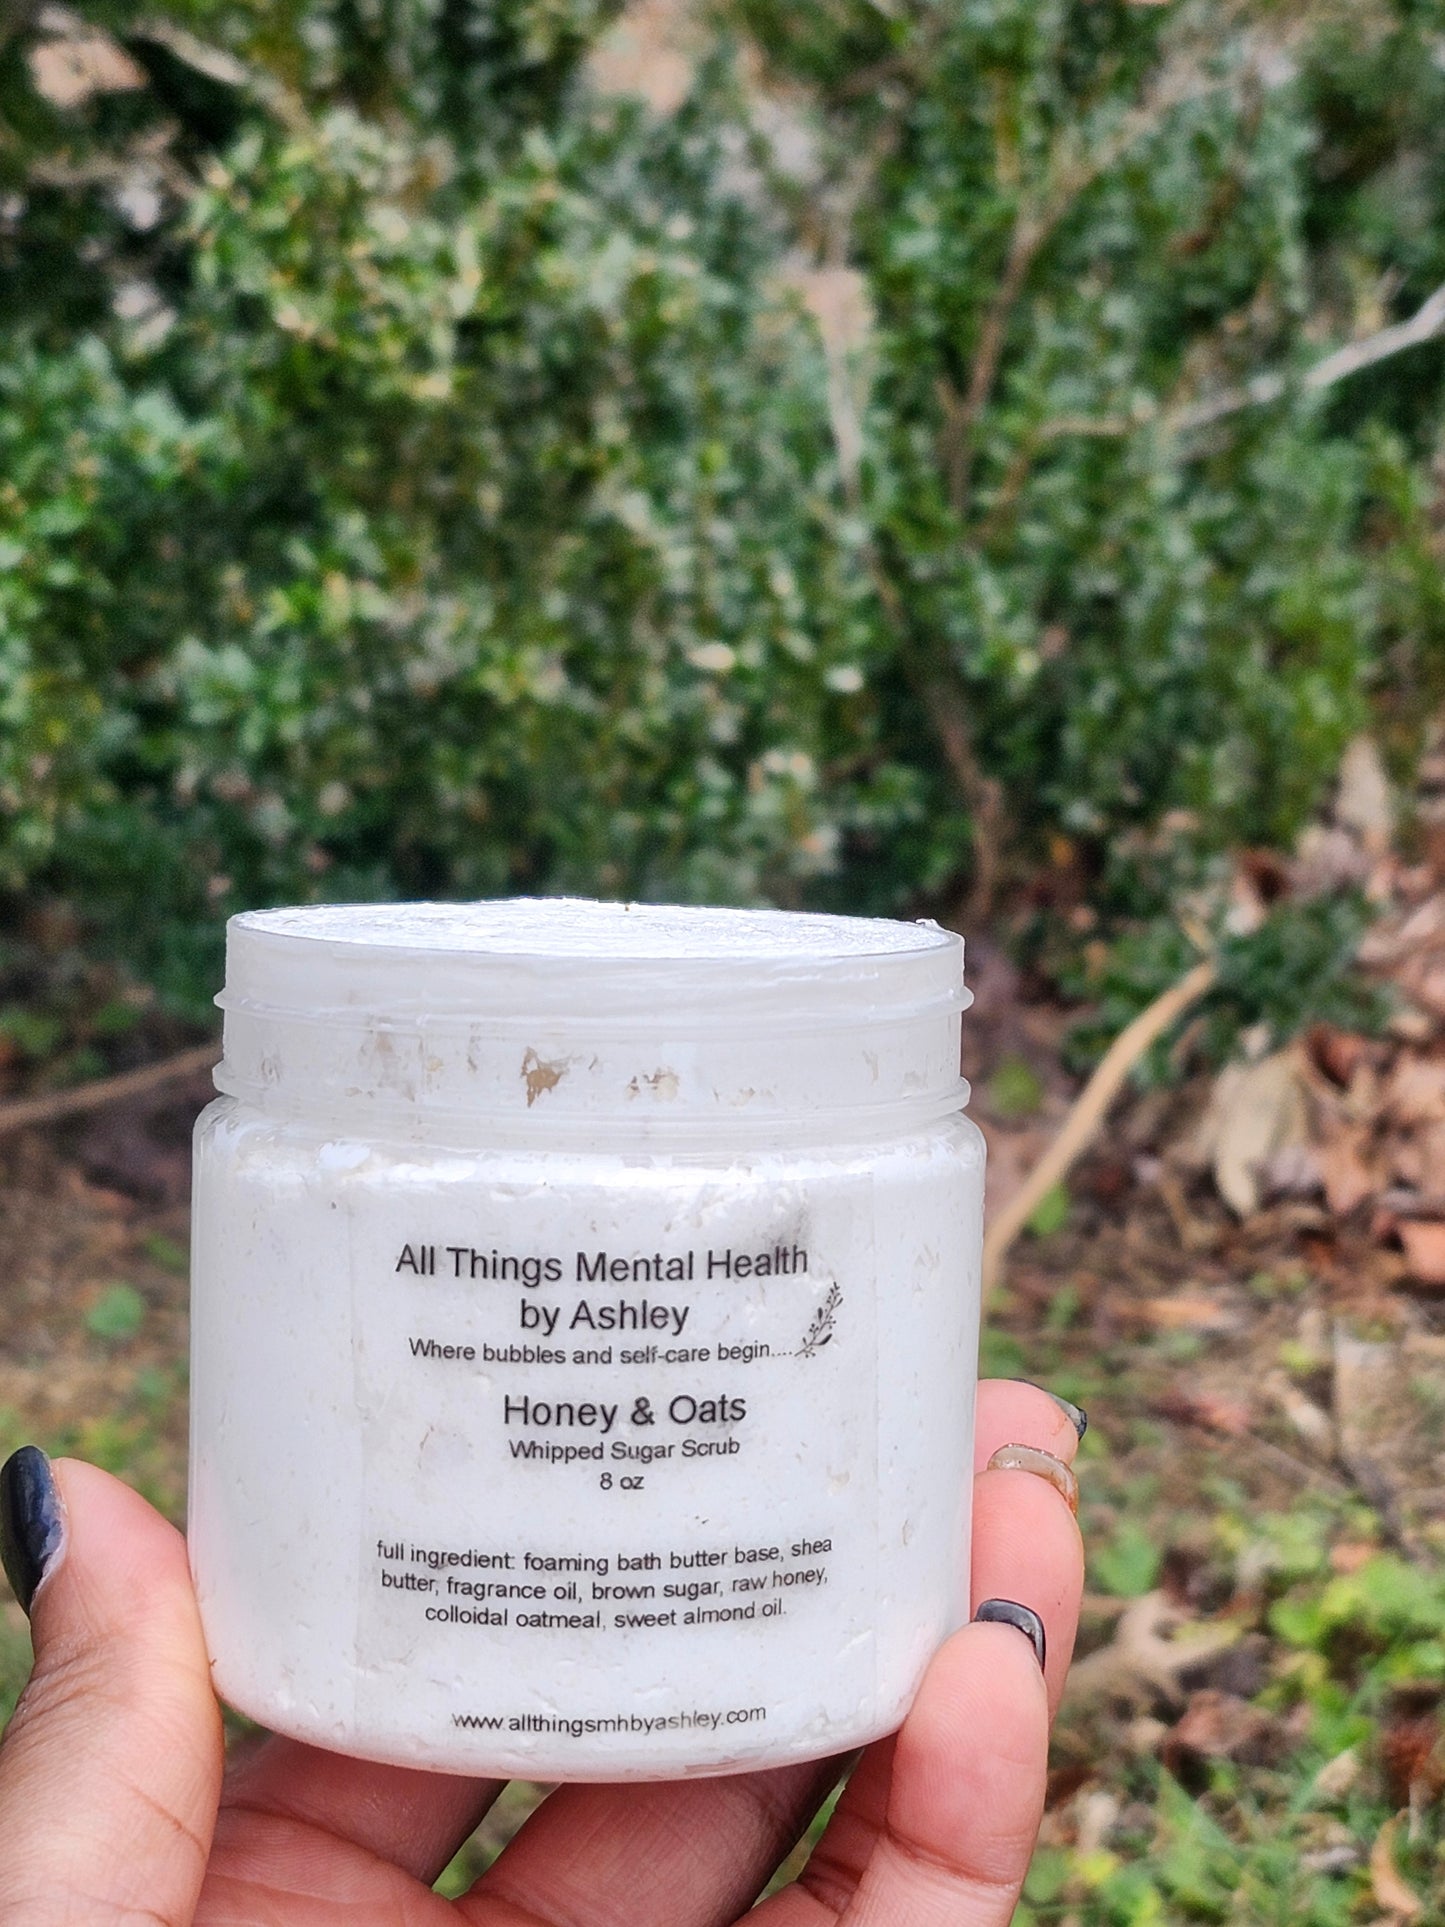 All Things Mental Health
by Ashley
Where bubbles and self-care begin....
Honey & Oats
Whipped Sugar Scrub
8 oz
full ingredient: foaming bath butter base, shea
butter, fragrance oil, brown sugar, raw honey,
colloidal oatmeal, sweet almond oil.
www.allthingsmhbyashley.com